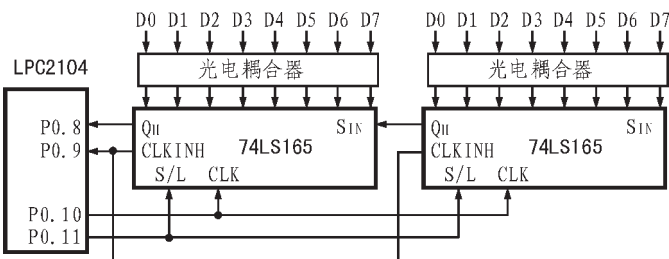 D0 D1 D2 D3 D4 D5 D6 D7
D0 D1 D2 D3 D4 D5 D6 D7
LPC2104
光电耦合器
光电耦合器
P0.8
P0.9
P0.10
P0.11
QH
SIN
CLKINH
74LS165
S/L
CLK
QH
SIN
CLKINH
74LS165
S/L
CLK